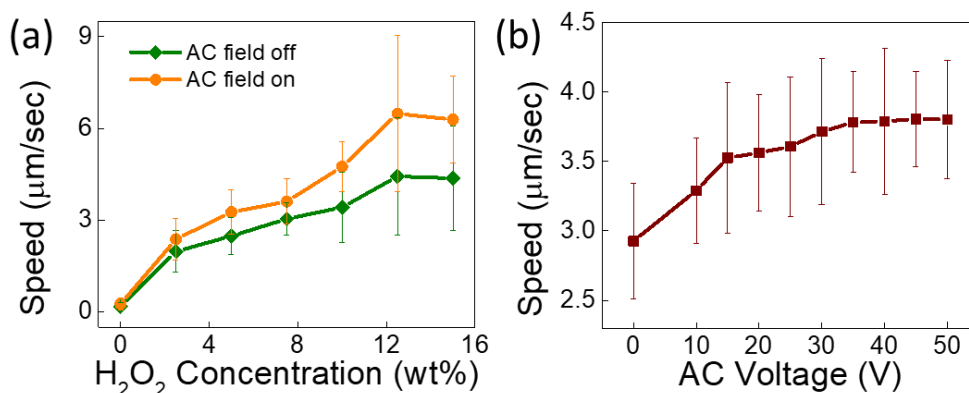 (a)
AC field off
AC field on
Speed (μm/sec)
9
6
3
0
0 4 8 12 16
H₂O₂ Concentration (wt%)
(b)
Speed (μm/sec)
4.5
4.0
3.5
3.0
2.5
0 10 20 30 40 50
AC Voltage (V)